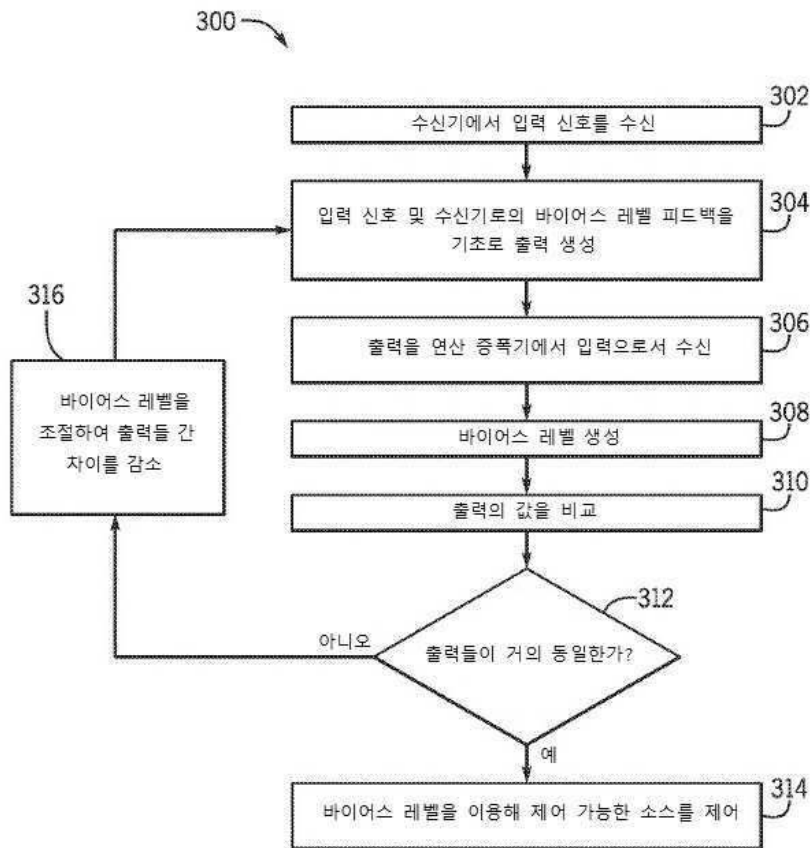 300
302
수신기에서 입력 신호를 수신
304
입력 신호 및 수신기로의 바이어스 레벨 피드백을
기초로 출력 생성
316
306
출력을 연산 증폭기에서 입력으로서 수신
바이어스 레벨을
조절하여 출력들 간
차이를 감소
308
바이어스 레벨 생성
310
출력의 값을 비교
312
아니오
출력들이 거의 동일한가?
예
314
바이어스 레벨을 이용해 제어 가능한 소스를 제어